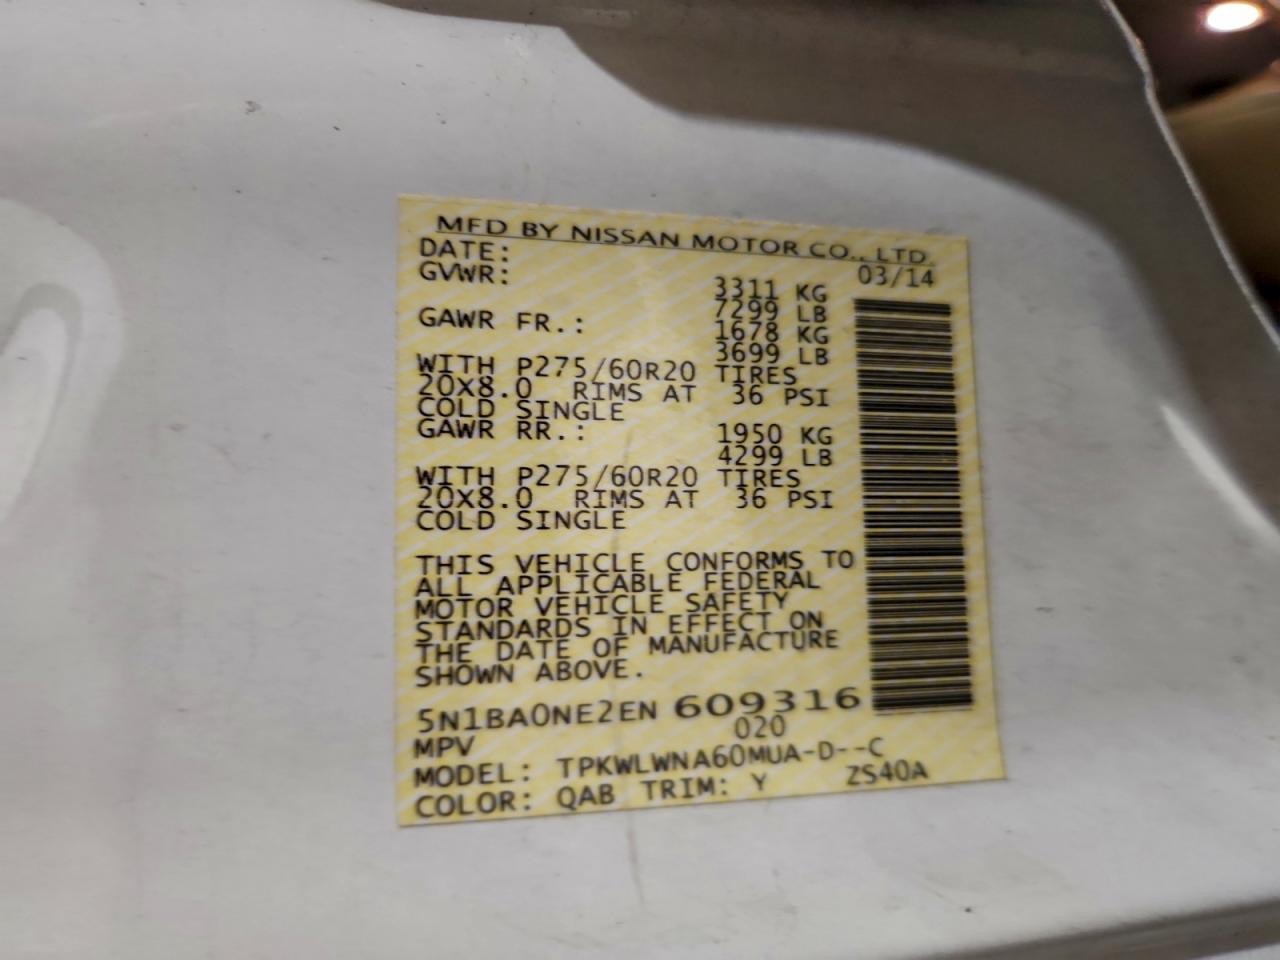 MFD BY NISSAN MOTOR CO., LTD.
DATE: 03/14
GVWR: 3311 KG
7299 LB
GAWR FR.: 1678 KG
3699 LB
WITH P275/60R20 TIRES
20X8.0 RIMS AT 36 PSI
COLD SINGLE
GAWR RR.: 1950 KG
4299 LB
WITH P275/60R20 TIRES
20X8.0 RIMS AT 36 PSI
COLD SINGLE
THIS VEHICLE CONFORMS TO
ALL APPLICABLE FEDERAL
MOTOR VEHICLE SAFETY
STANDARDS IN EFFECT ON
THE DATE OF MANUFACTURE
SHOWN ABOVE.
5N1BA0NE2EN 609316
MPV 020
MODEL: TPKWLWNA60MUA-D--C
COLOR: QAB TRIM: Y ZS40A